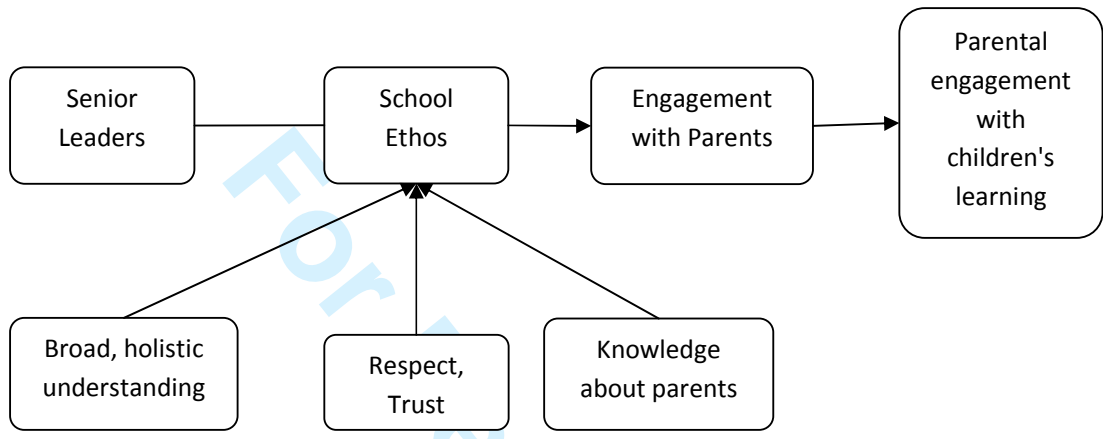 Senior
Leaders
School
Ethos
Engagement
with Parents
Parental
engagement
with
children's
learning
Broad, holistic
understanding
Respect,
Trust
Knowledge
about parents
For